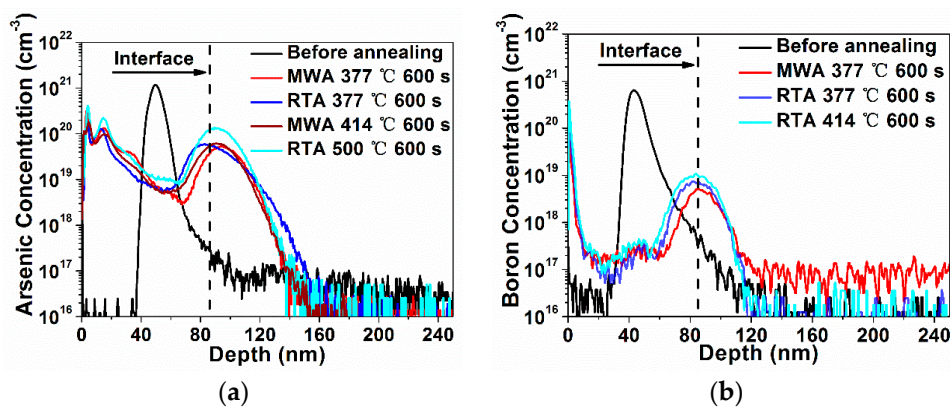 (a)
Arsenic Concentration (cm⁻³)
10²²
10²¹
10²⁰
10¹⁹
10¹⁸
10¹⁷
10¹⁶
Interface
Before annealing
MWA 377 ℃ 600 s
RTA 377 ℃ 600 s
MWA 414 ℃ 600 s
RTA 500 ℃ 600 s
0 40 80 120 160 200 240
Depth (nm)
(a)
(b)
Boron Concentration (cm⁻³)
10²²
10²¹
10²⁰
10¹⁹
10¹⁸
10¹⁷
10¹⁶
Interface
Before annealing
MWA 377 ℃ 600 s
RTA 377 ℃ 600 s
RTA 414 ℃ 600 s
0 40 80 120 160 200 240
Depth (nm)
(b)